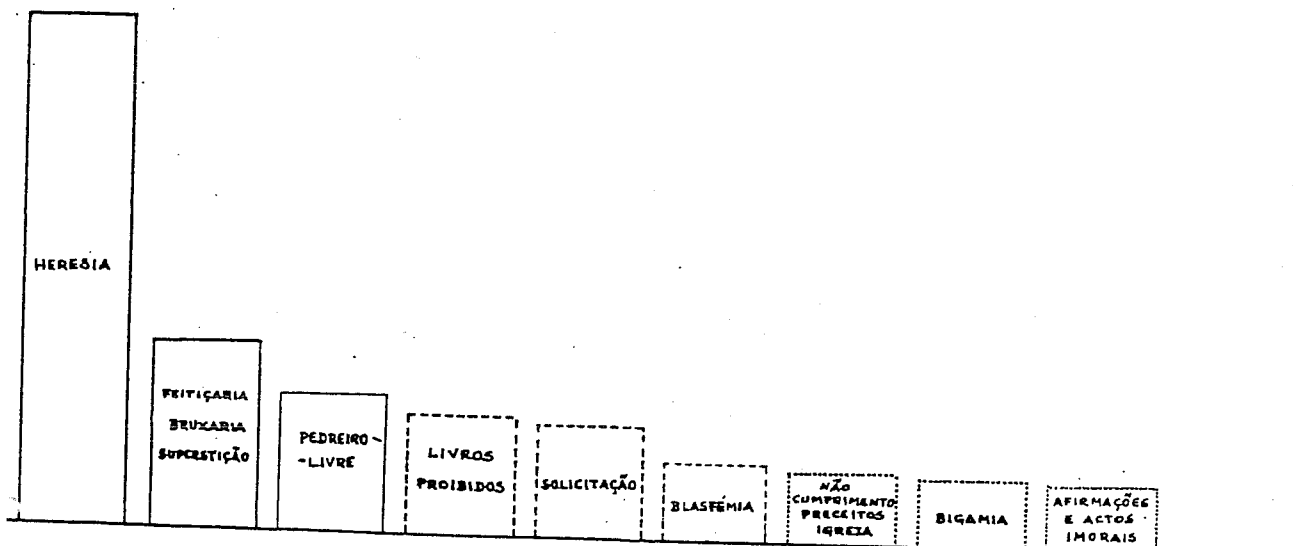 HERESIA
FEITIÇARIA
BRUXARIA
SUPERSTIÇÃO
PEDREIRO-
-LIVRE
LIVROS
PROIBIDOS
SOLICITAÇÃO
BLASFÉMIA
NÃO
CUMPRIMENTO
PRECEITOS
IGREJA
BIGAMIA
AFIRMAÇÕES
E ACTOS
IMORAIS